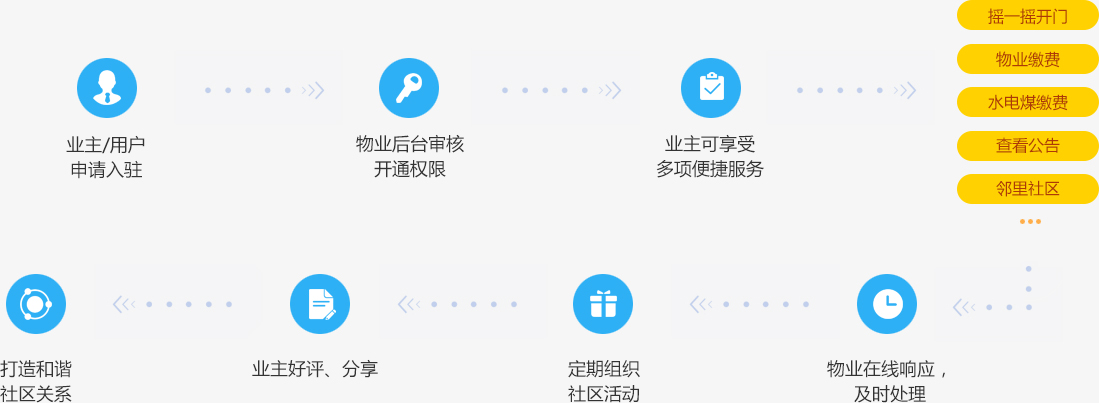 业主/用户
申请入驻
物业后台审核
开通权限
业主可享受
多项便捷服务
摇一摇开门
物业缴费
水电煤缴费
查看公告
邻里社区
物业在线响应，
及时处理
定期组织
社区活动
业主好评、分享
打造和谐
社区关系